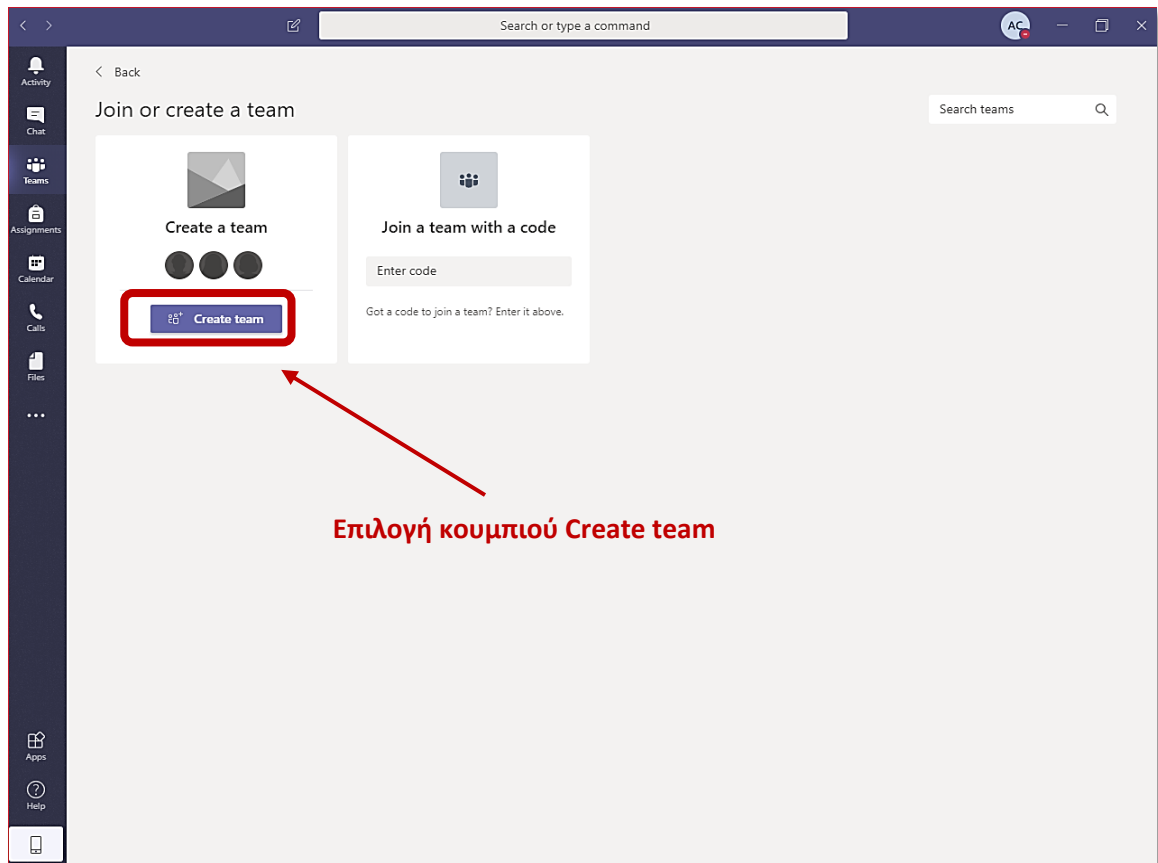 Search or type a command
AC
Activity
Chat
Teams
Assignments
Calendar
Calls
Files
Apps
Help
Back
Join or create a team
Search teams
Create a team
Create team
Join a team with a code
Enter code
Got a code to join a team? Enter it above.
Επιλογή κουμπιού Create team